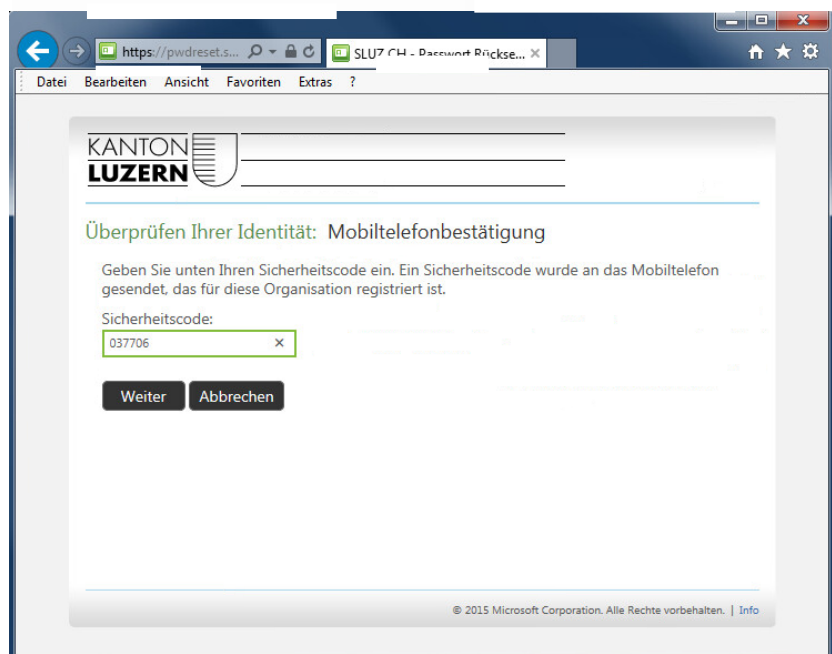 https://pwdreset.s...
SLUZ.CH - Passwort Rückse...
Datei Bearbeiten Ansicht Favoriten Extras ?
KANTON
LUZERN
Überprüfen Ihrer Identität: Mobiltelefonbestätigung
Geben Sie unten Ihren Sicherheitscode ein. Ein Sicherheitscode wurde an das Mobiltelefon
gesendet, das für diese Organisation registriert ist.
Sicherheitscode:
037706
Weiter Abbrechen
© 2015 Microsoft Corporation. Alle Rechte vorbehalten. | Info